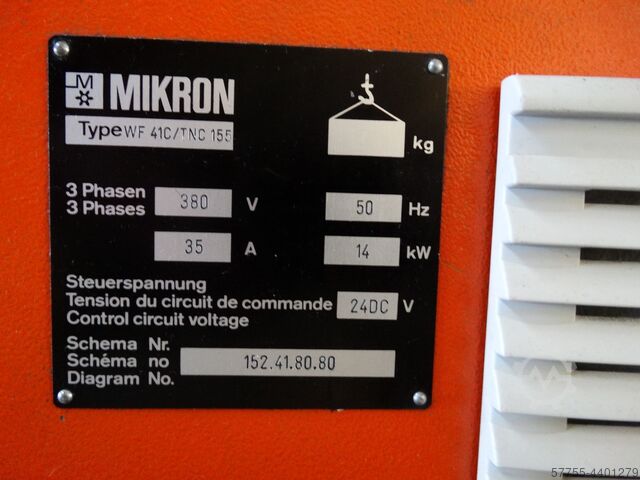 M MIKRON
Type WF 41C/TNC 155
kg
3 Phasen
3 Phases 380 V 50 Hz
35 A 14 kW
Steuerspannung
Tension du circuit de commande 24DC V
Control circuit voltage
Schema Nr.
Schéma no 152.41.80.80
Diagram No.
57755-4401279